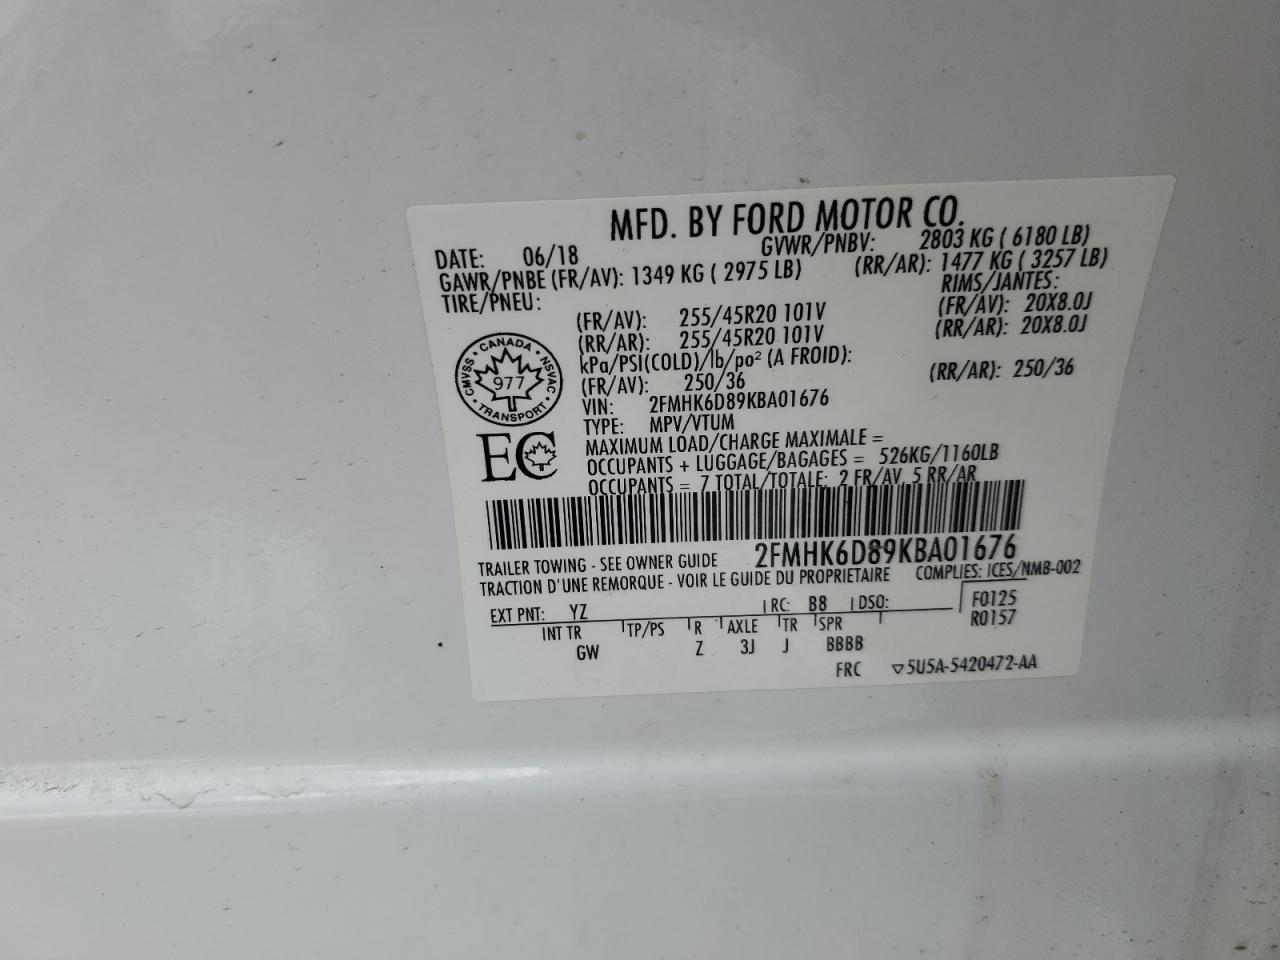 MFD. BY FORD MOTOR CO.
DATE: 06/18 GVWR/PNBV: 2803 KG ( 6180 LB)
GAWR/PNBE (FR/AV): 1349 KG ( 2975 LB) (RR/AR): 1477 KG ( 3257 LB)
TIRE/PNEU: RIMS/JANTES:
(FR/AV): 255/45R20 101V (FR/AV): 20X8.0J
(RR/AR): 255/45R20 101V (RR/AR): 20X8.0J
kPa/PSI(COLD)/lb/po² (A FROID):
(FR/AV): 250/36 (RR/AR): 250/36
VIN: 2FMHK6D89KBA01676
TYPE: MPV/VTUM
CANADA
CMVSS NSVAC
977
TRANSPORT
EC
MAXIMUM LOAD/CHARGE MAXIMALE =
OCCUPANTS + LUGGAGE/BAGAGES = 526KG/1160LB
OCCUPANTS = 7 TOTAL/TOTALE: 2 FR/AV, 5 RR/AR
TRAILER TOWING - SEE OWNER GUIDE 2FMHK6D89KBA01676
TRACTION D'UNE REMORQUE - VOIR LE GUIDE DU PROPRIETAIRE COMPLIES: ICES/NMB-002
EXT PNT: YZ RC: B8 DSO: F0125
R0157
INT TR TP/PS R AXLE TR SPR
GW Z 3J J BBBB
FRC ▽5U5A-5420472-AA